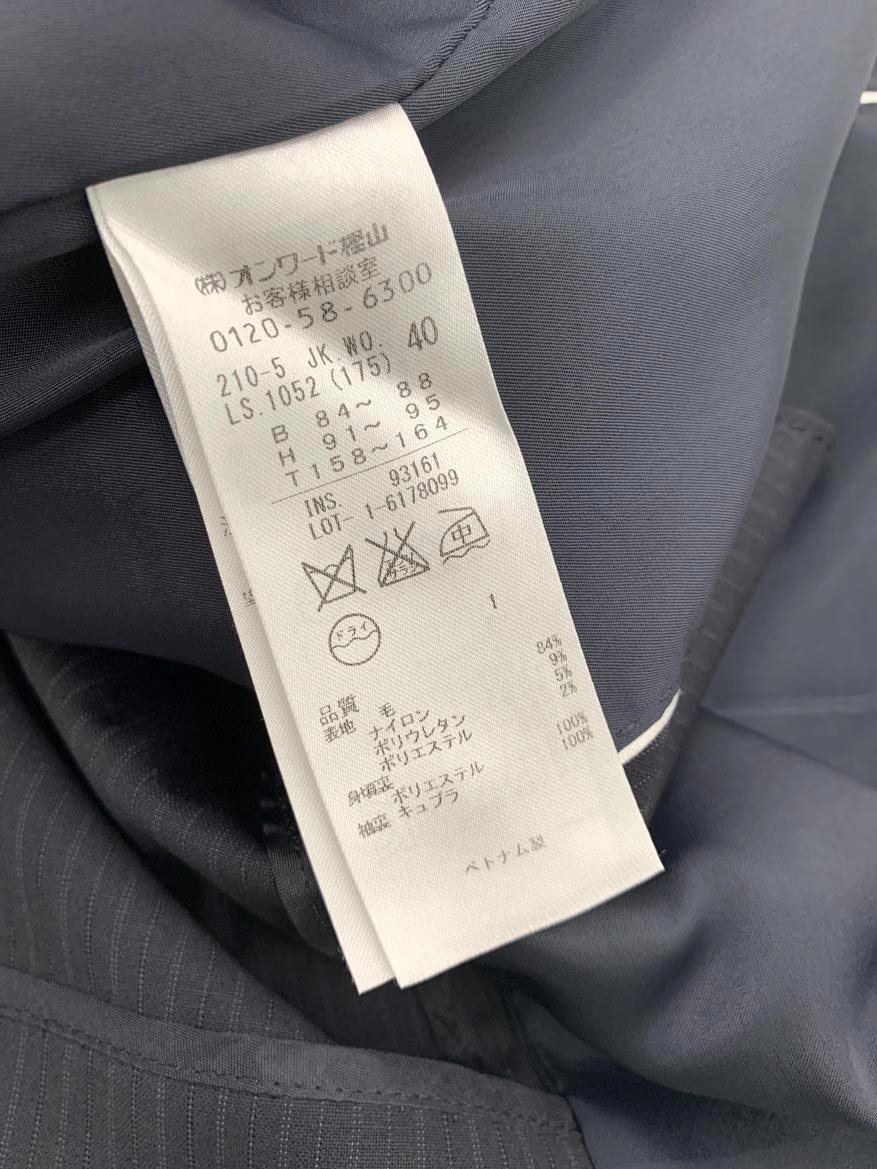 (株)オンワード樫山
お客様相談室
0120-58-6300
210-5 JK.WO. 40
LS.1052 (175)
B 84～ 88
H 91～ 95
T158～164
INS. 93161
LOT- 1-6178099
中
ドライ
1
品質
表地 毛 84%
ナイロン 9%
ポリウレタン 5%
ポリエステル 2%
身頃裏 ポリエステル 100%
袖裏 キュプラ 100%
ベトナム製